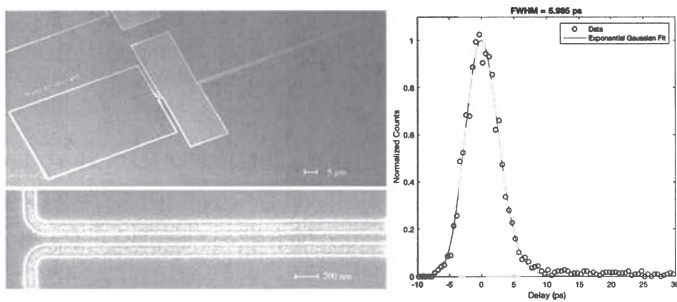 5 μm
200 nm
FWHM = 5.985 ps
Data
Exponential Gaussian Fit
Normalized Counts
1
0.8
0.6
0.4
0.2
0
-10
-5
0
5
10
15
20
25
30
Delay (ps)